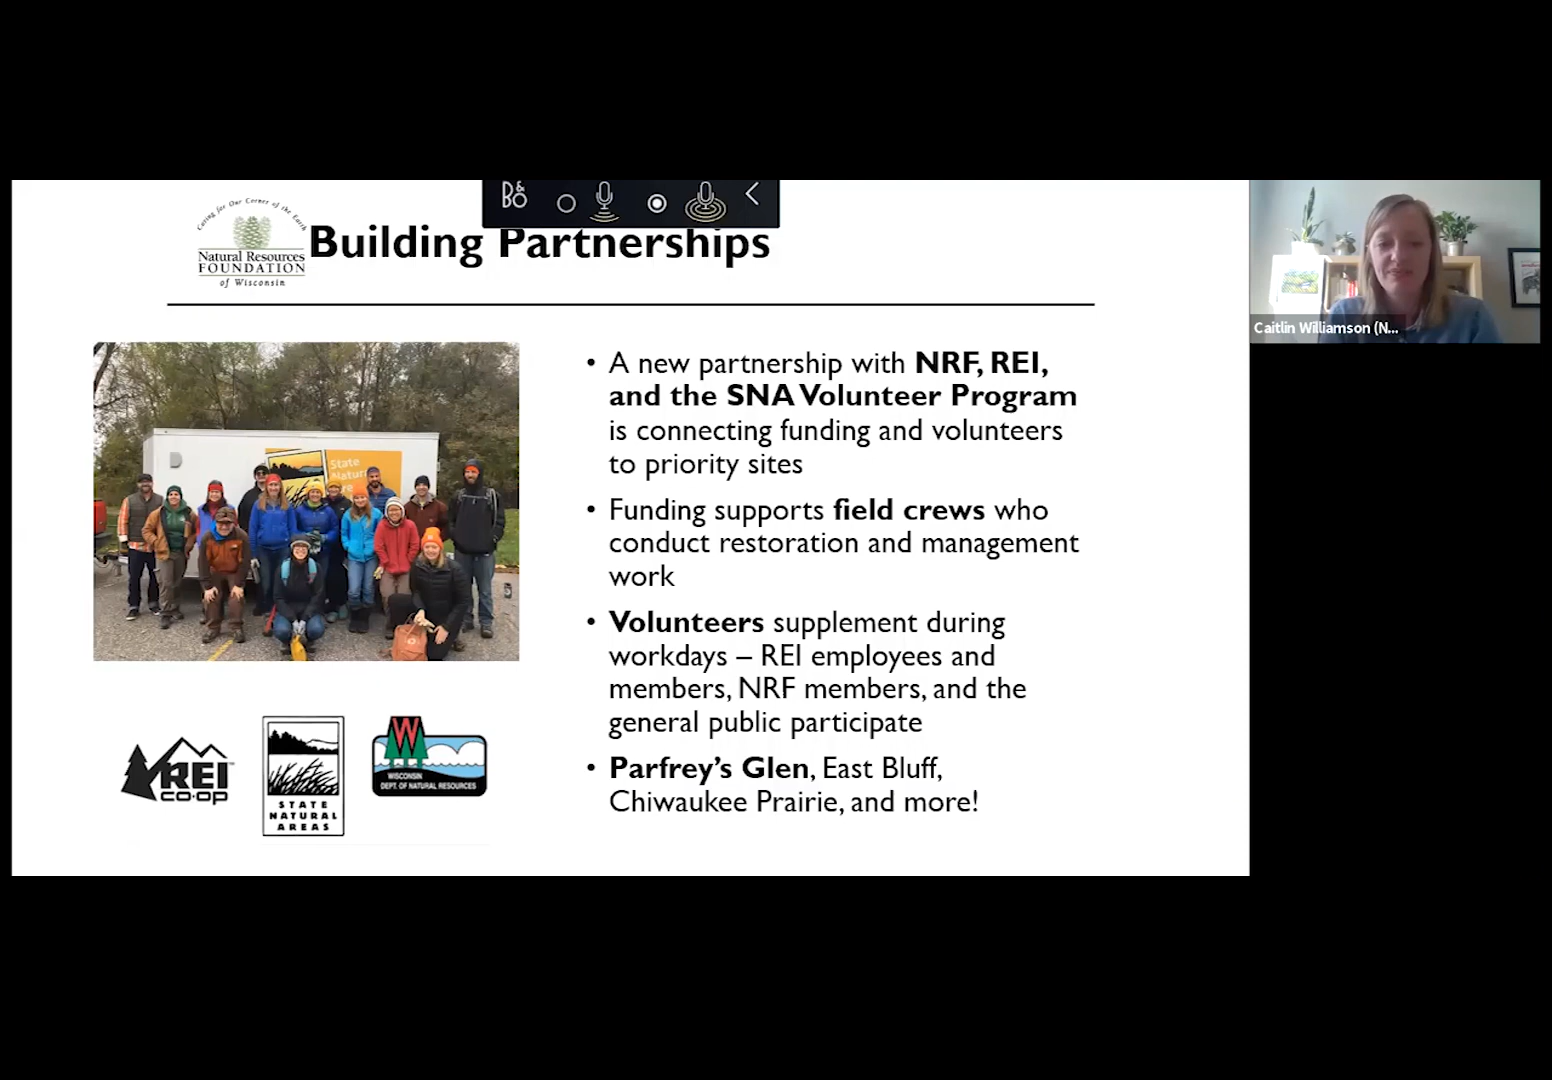 B&O
Caring for Our Corner of the Earth
Natural Resources
FOUNDATION
of Wisconsin
Building Partnerships
Caitlin Williamson (N...
• A new partnership with NRF, REI,
and the SNA Volunteer Program
is connecting funding and volunteers
to priority sites
• Funding supports field crews who
conduct restoration and management
work
• Volunteers supplement during
workdays – REI employees and
members, NRF members, and the
general public participate
• Parfrey’s Glen, East Bluff,
Chiwaukee Prairie, and more!
State
Natur
REI
CO·OP
STATE
NATURAL
AREAS
W
WISCONSIN
DEPT. OF NATURAL RESOURCES